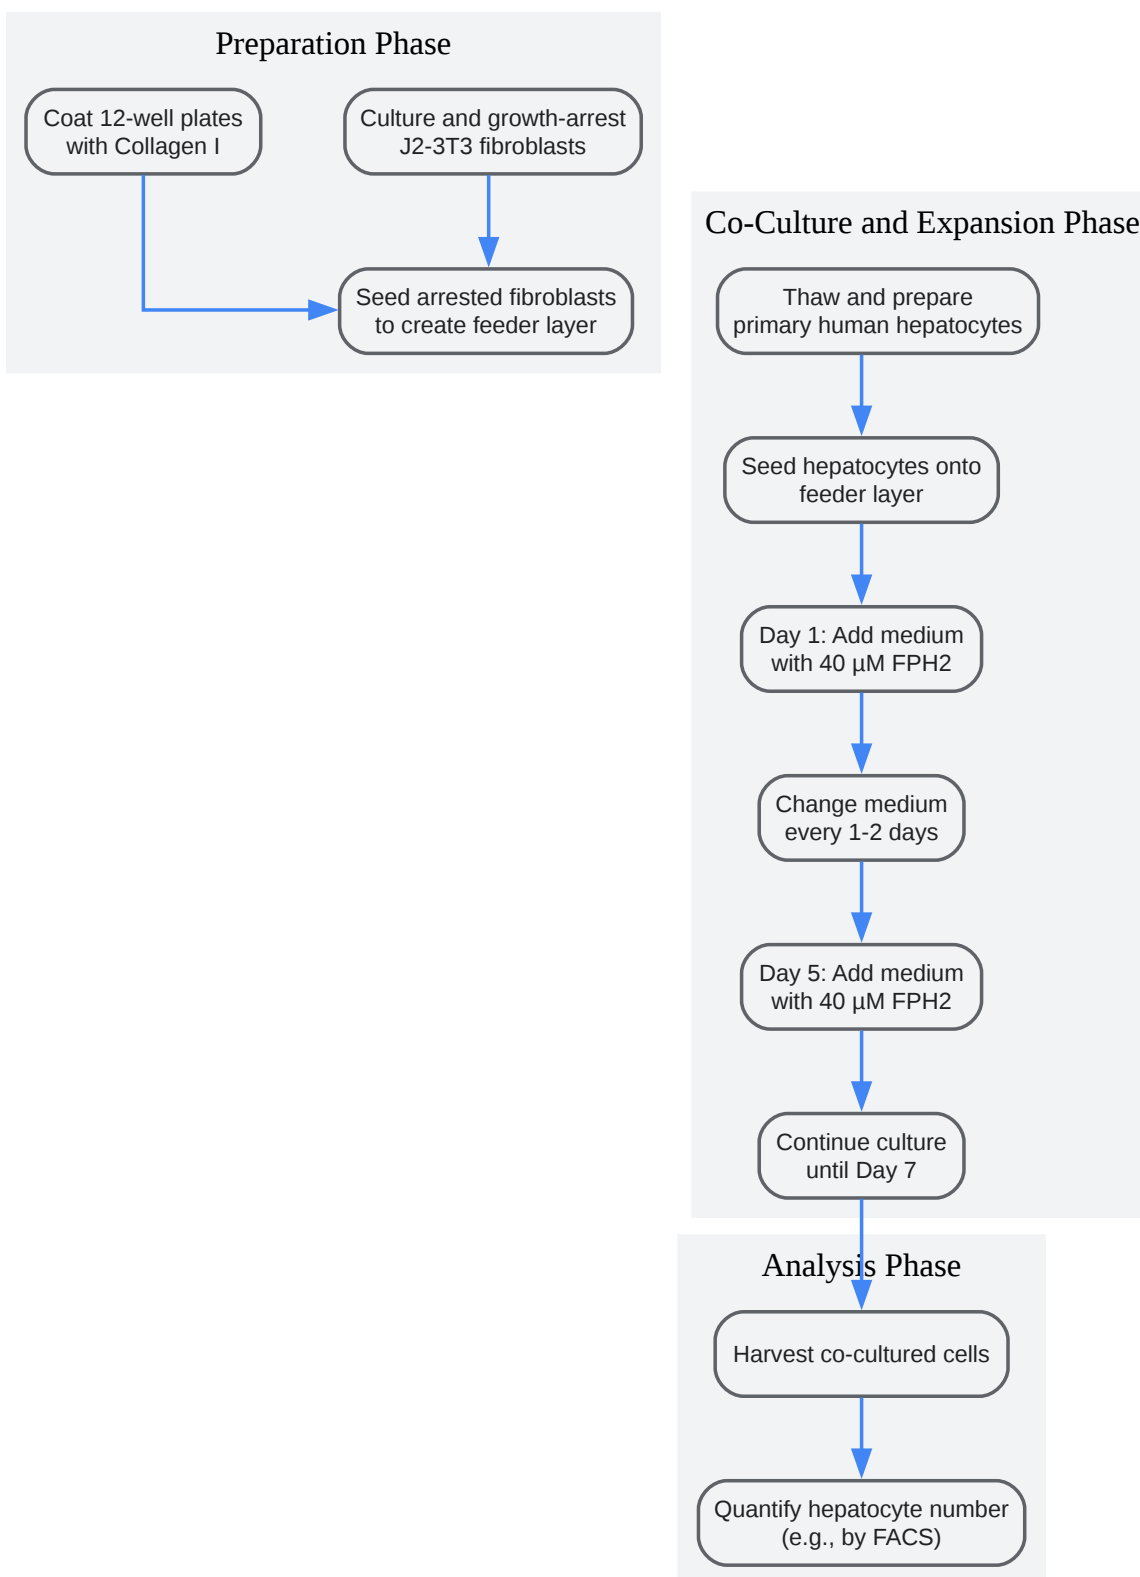 Preparation Phase
Coat 12-well plates
with Collagen I
Culture and growth-arrest
J2-3T3 fibroblasts
Seed arrested fibroblasts
to create feeder layer
Co-Culture and Expansion Phase
Thaw and prepare
primary human hepatocytes
Seed hepatocytes onto
feeder layer
Day 1: Add medium
with 40 µM FPH2
Change medium
every 1-2 days
Day 5: Add medium
with 40 µM FPH2
Continue culture
until Day 7
Analysis Phase
Harvest co-cultured cells
Quantify hepatocyte number
(e.g., by FACS)